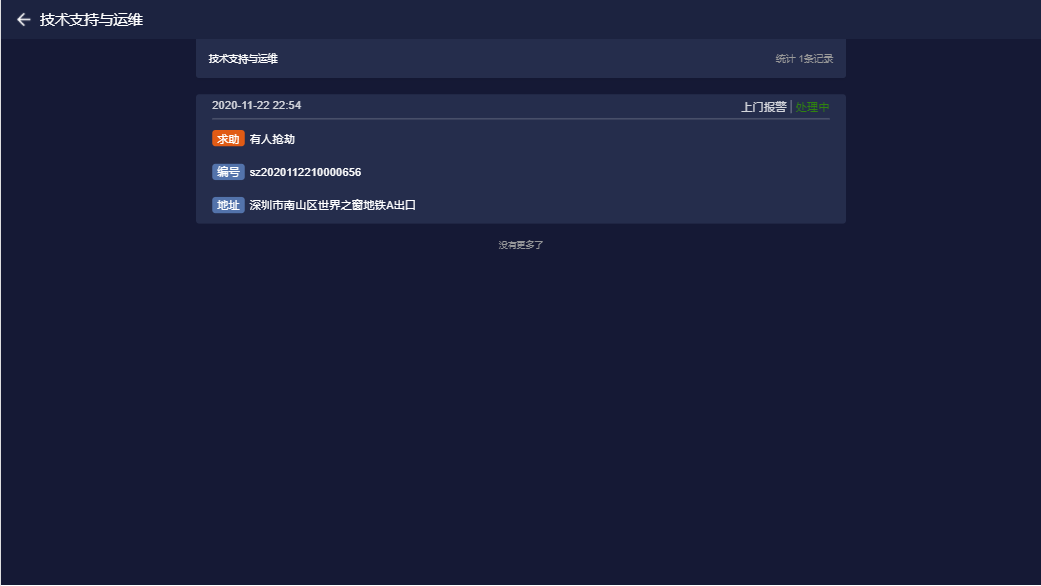 技术支持与运维
技术支持与运维 统计 1条记录
2020-11-22 22:54 上门报警 | 处理中
求助 有人抢劫
编号 sz2020112210000656
地址 深圳市南山区世界之窗地铁A出口
没有更多了